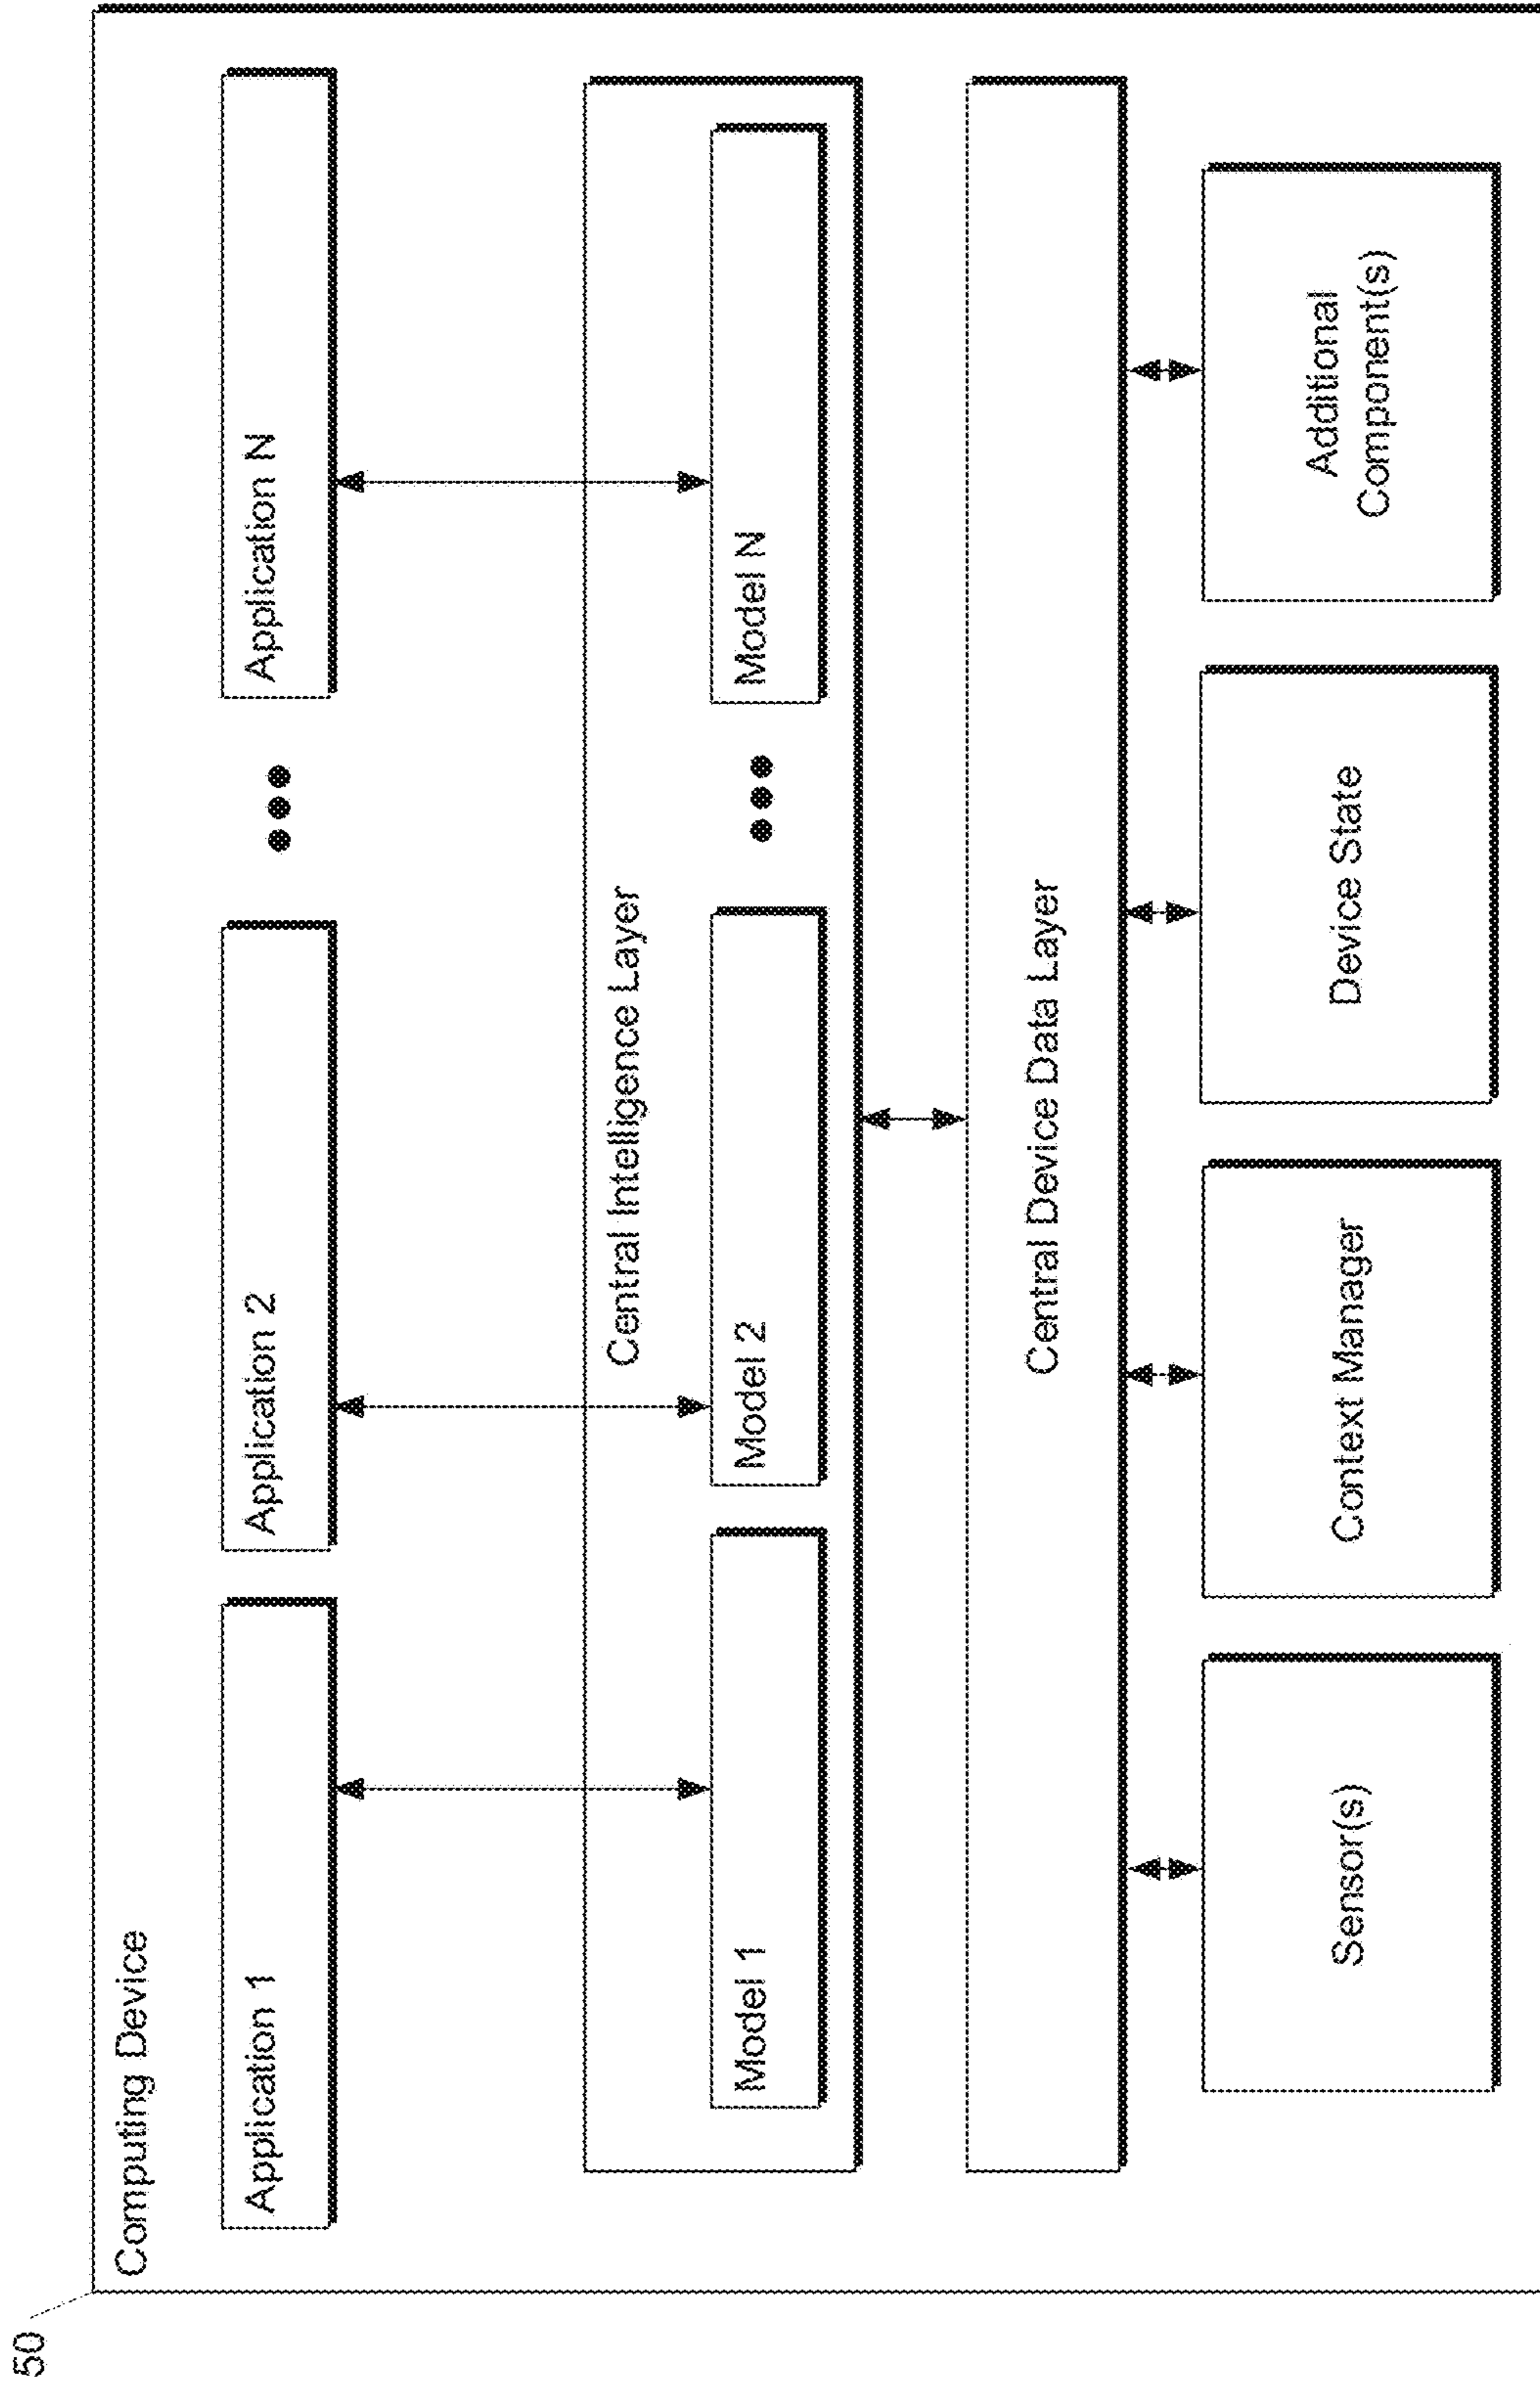 50
Computing Device
Application 1
Application 2
Application N
Central Intelligence Layer
Model 1
Model 2
Model N
Central Device Data Layer
Sensor(s)
Context Manager
Device State
Additional
Component(s)